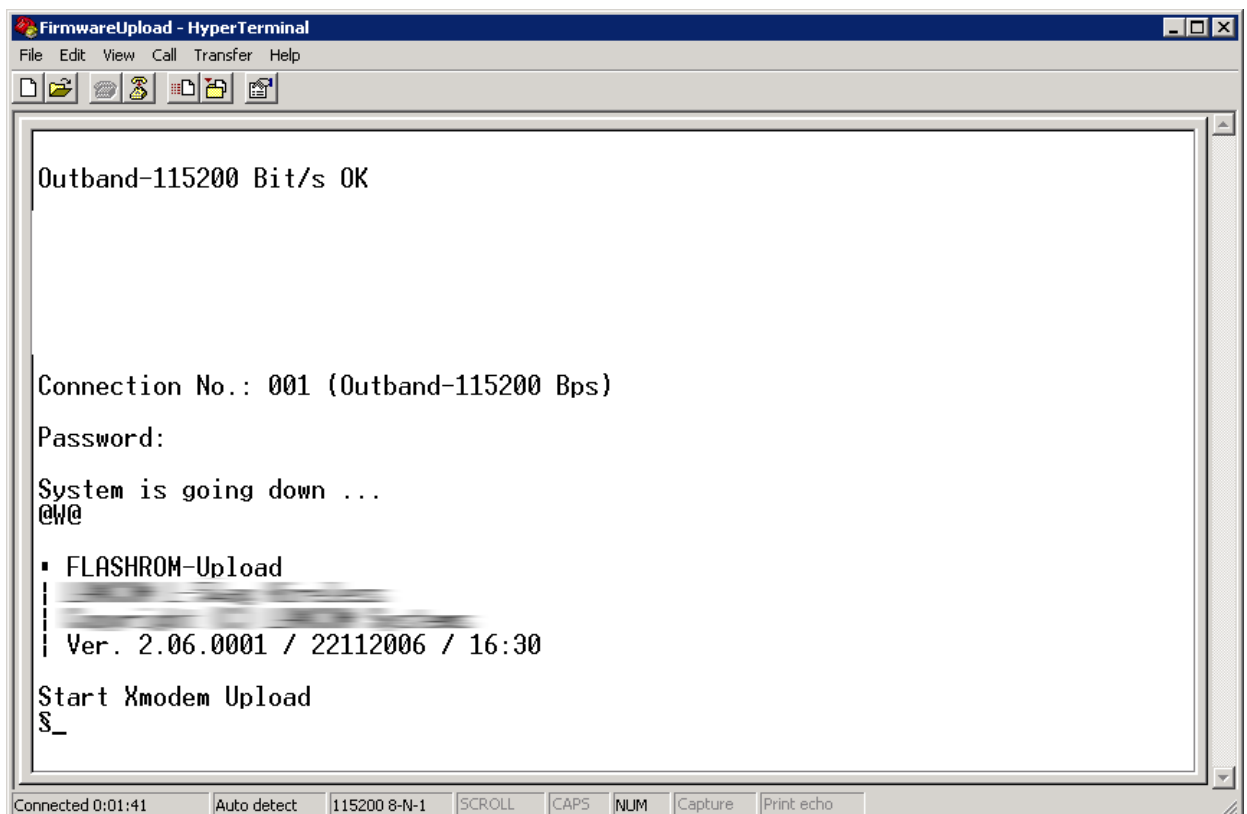 FirmwareUpload - HyperTerminal
File Edit View Call Transfer Help
Outband-115200 Bit/s OK
Connection No.: 001 (Outband-115200 Bps)
Password:
System is going down ...
@W@
▪ FLASHROM-Upload
¦
¦
¦ Ver. 2.06.0001 / 22112006 / 16:30
Start Xmodem Upload
§_
Connected 0:01:41 Auto detect 115200 8-N-1 SCROLL CAPS NUM Capture Print echo